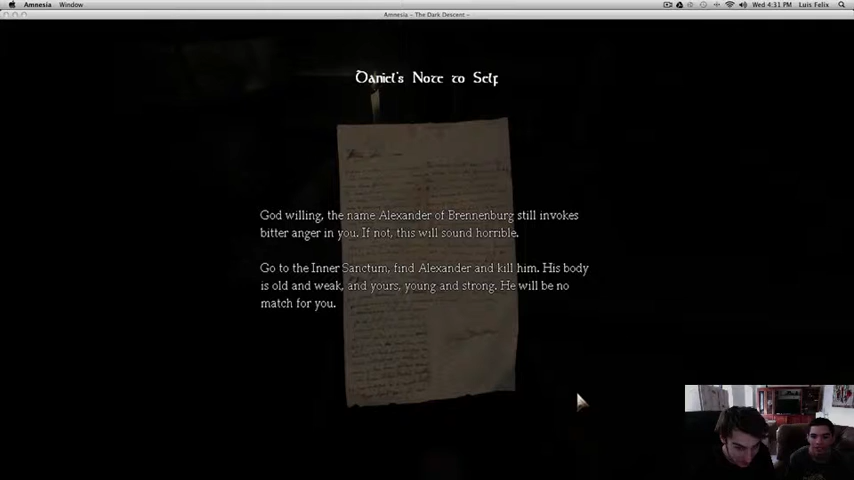 Amnesia Window
Wed 4:31 PM Luis Felix
Amnesia - The Dark Descent -
Daniel's Note to Self
God willing, the name Alexander of Brennenburg still invokes
bitter anger in you. If not, this will sound horrible.
Go to the Inner Sanctum, find Alexander and kill him. His body
is old and weak, and yours, young and strong. He will be no
match for you.